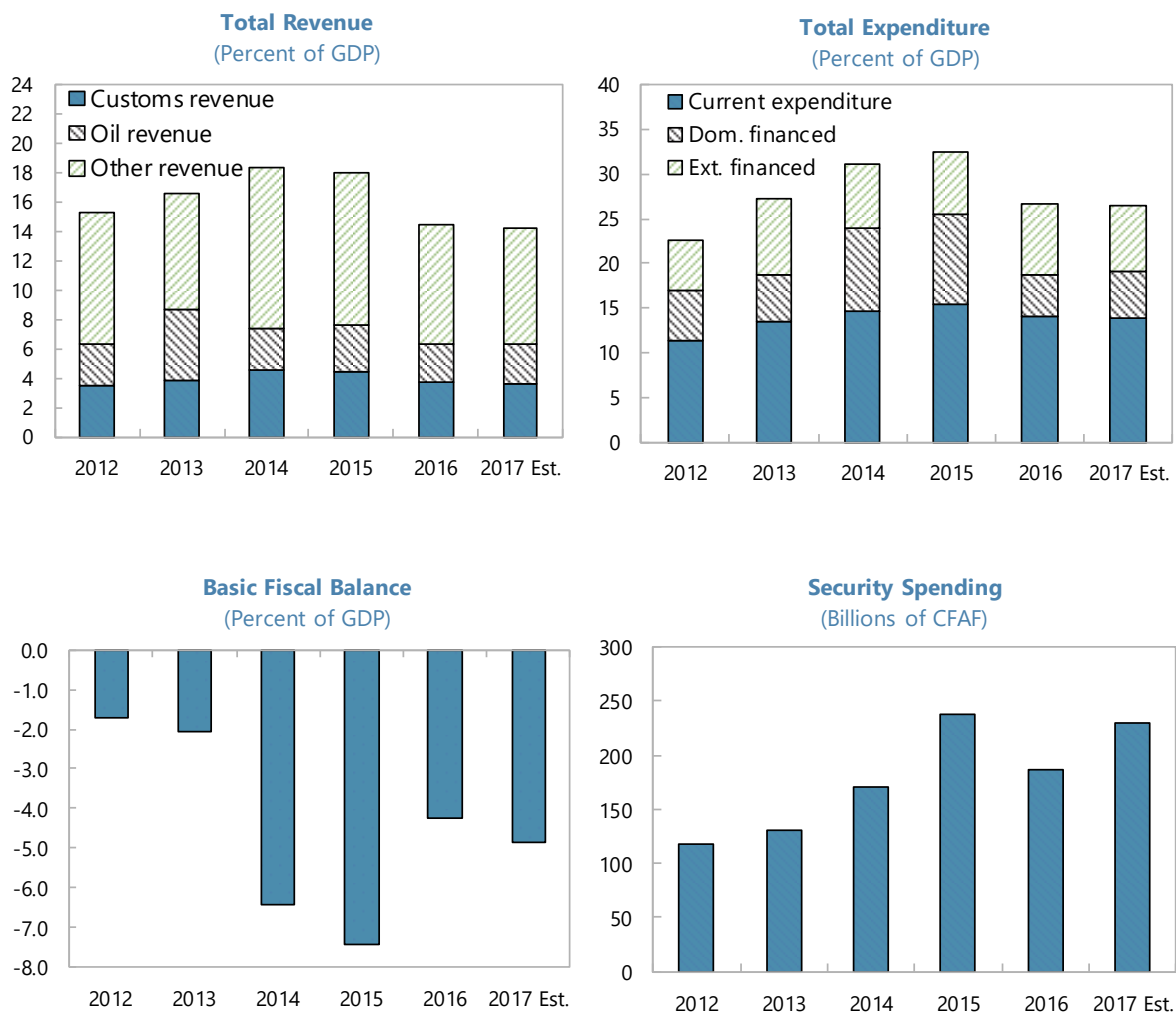 Total Revenue
(Percent of GDP)
24
22
20
18
16
14
12
10
8
6
4
2
0
Customs revenue
Oil revenue
Other revenue
2012 2013 2014 2015 2016 2017 Est.
Total Expenditure
(Percent of GDP)
40
35
30
25
20
15
10
5
0
Current expenditure
Dom. financed
Ext. financed
2012 2013 2014 2015 2016 2017 Est.
Basic Fiscal Balance
(Percent of GDP)
0.0
-1.0
-2.0
-3.0
-4.0
-5.0
-6.0
-7.0
-8.0
2012 2013 2014 2015 2016 2017 Est.
Security Spending
(Billions of CFAF)
300
250
200
150
100
50
0
2012 2013 2014 2015 2016 2017 Est.